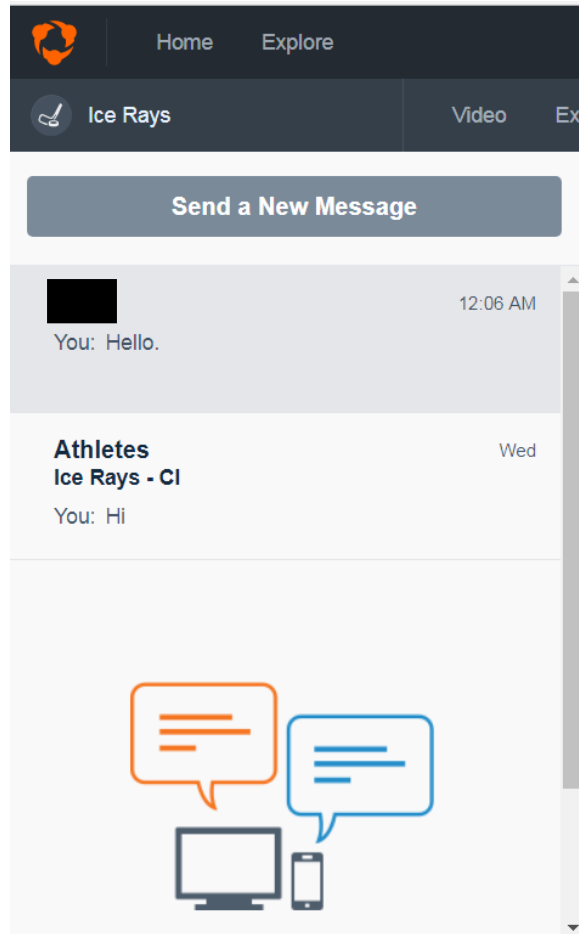 Home Explore
Ice Rays Video Ex
Send a New Message
12:06 AM
You: Hello.
Athletes Wed
Ice Rays - CI
You: Hi